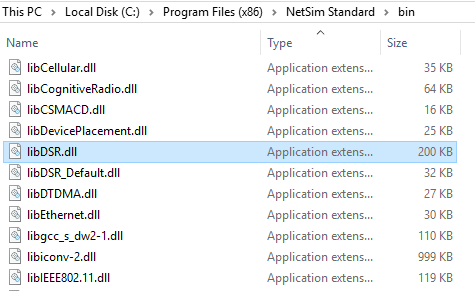 This PC > Local Disk (C:) > Program Files (x86) > NetSim Standard > bin
Name Type Size
libCellular.dll Application extens... 35 KB
libCognitiveRadio.dll Application extens... 64 KB
libCSMACD.dll Application extens... 16 KB
libDevicePlacement.dll Application extens... 25 KB
libDSR.dll Application extens... 200 KB
libDSR_Default.dll Application extens... 32 KB
libDTDMA.dll Application extens... 27 KB
libEthernet.dll Application extens... 30 KB
libgcc_s_dw2-1.dll Application extens... 110 KB
libiconv-2.dll Application extens... 999 KB
libIEEE802.11.dll Application extens... 119 KB